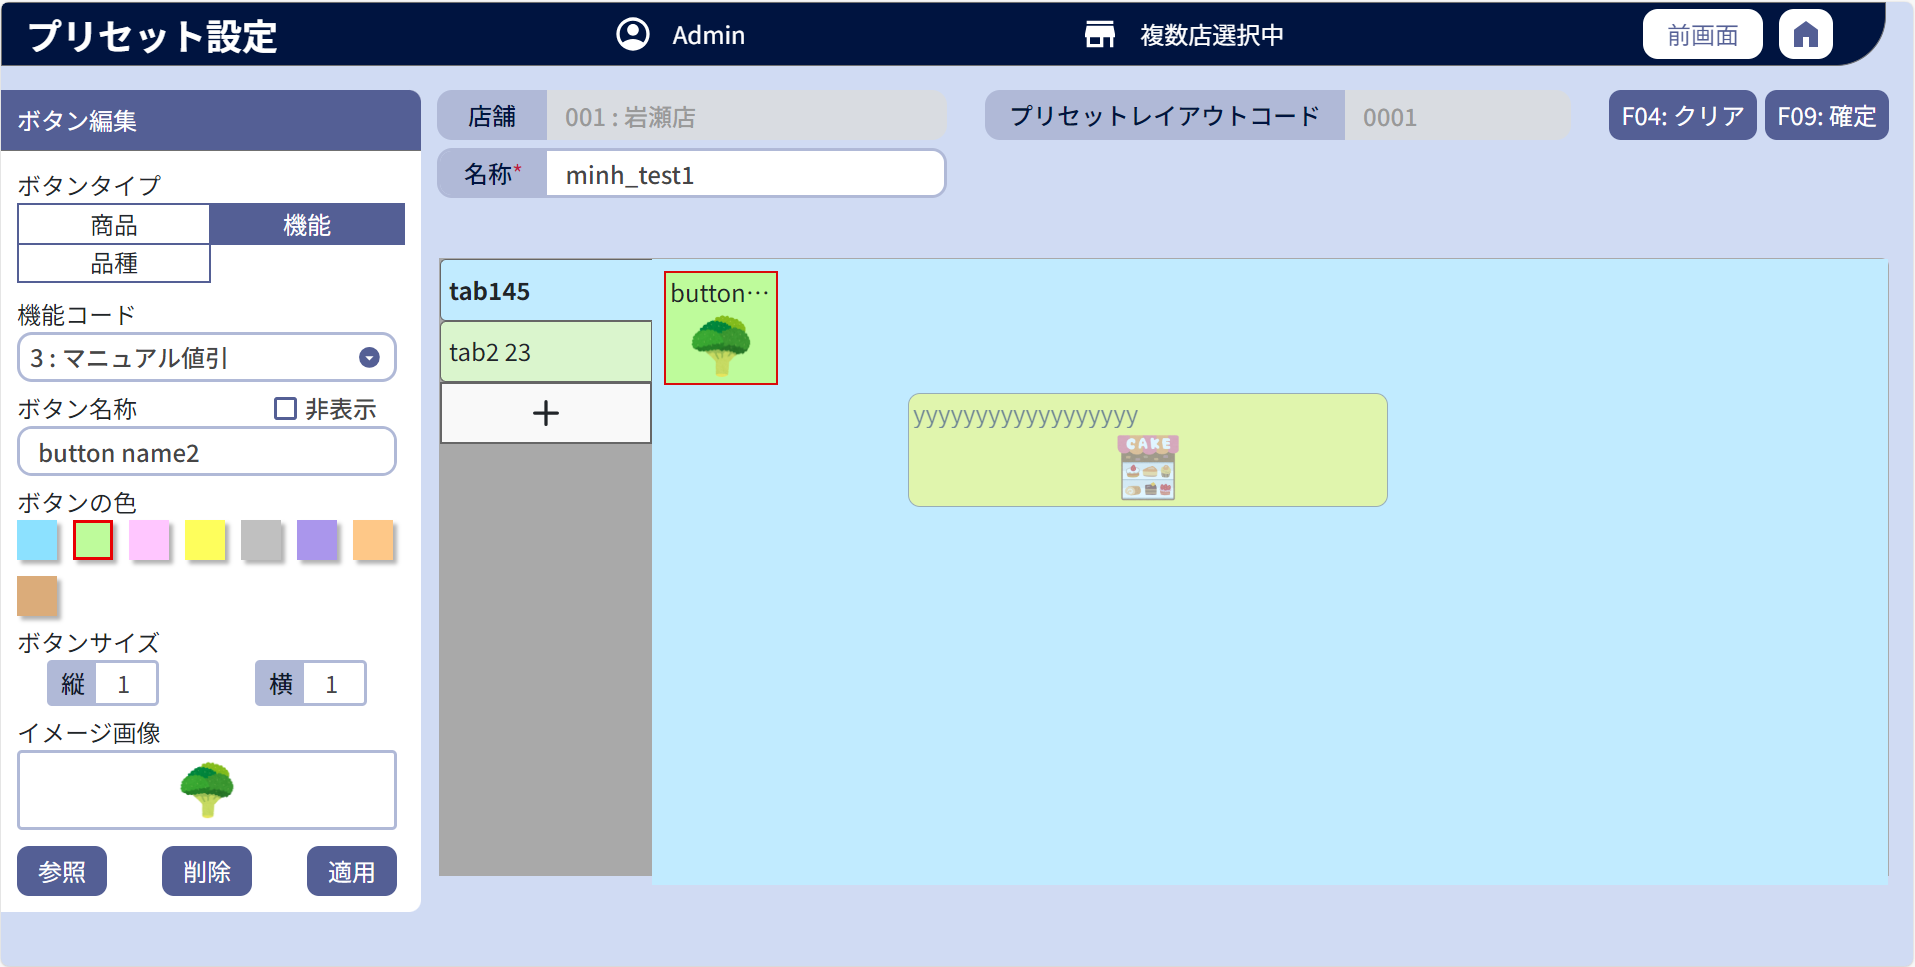 プリセット設定
Admin
複数店選択中
前画面
ボタン編集
ボタンタイプ
商品
機能
品種
機能コード
3 : マニュアル値引
ボタン名称
非表示
button name2
ボタンの色
ボタンサイズ
縦
1
横
1
イメージ画像
参照
削除
適用
店舗
001 : 岩瀬店
プリセットレイアウトコード
0001
F04: クリア
F09: 確定
名称*
minh_test1
tab145
tab2 23
+
button…
yyyyyyyyyyyyyyyyyy
CAKE